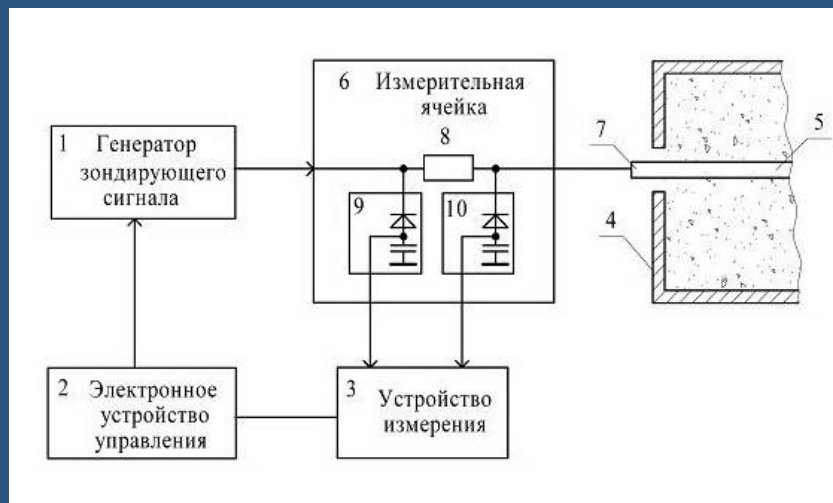 6 Измерительная
ячейка
8
1 Генератор
зондирующего
сигнала
9
10
7
5
4
2 Электронное
устройство
управления
3 Устройство
измерения